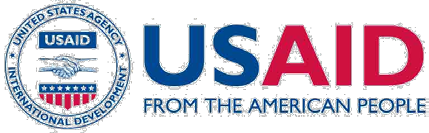 UNITED STATES AGENCY
USAID
INTERNATIONAL DEVELOPMENT
USAID
FROM THE AMERICAN PEOPLE